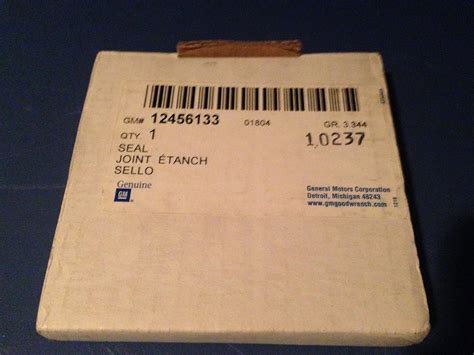 GM# 12456133 01804 GR. 3.344
QTY. 1 1,0237
SEAL
JOINT ÉTANCH
SELLO
Genuine
GM
General Motors Corporation
Detroit, Michigan 48243
www.gmgoodwrench.com